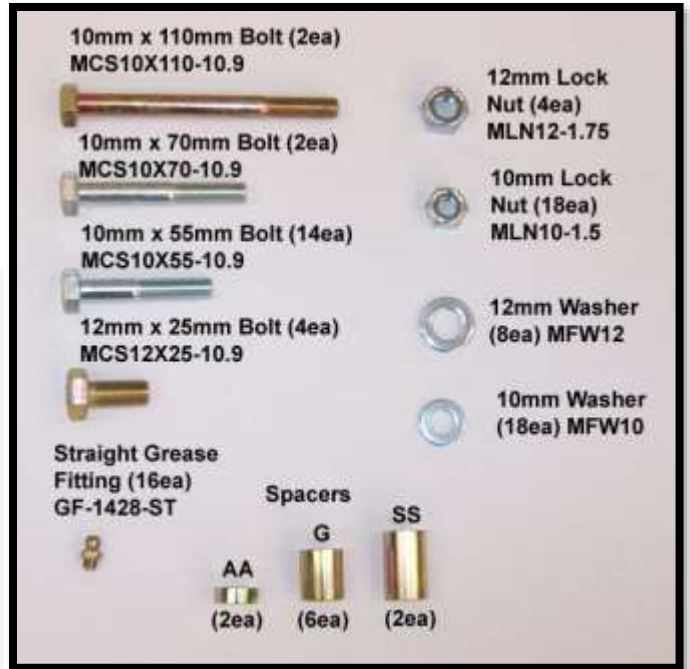 10mm x 110mm Bolt (2ea)
MCS10X110-10.9
10mm x 70mm Bolt (2ea)
MCS10X70-10.9
10mm x 55mm Bolt (14ea)
MCS10X55-10.9
12mm x 25mm Bolt (4ea)
MCS12X25-10.9
Straight Grease
Fitting (16ea)
GF-1428-ST
12mm Lock
Nut (4ea)
MLN12-1.75
10mm Lock
Nut (18ea)
MLN10-1.5
12mm Washer
(8ea) MFW12
10mm Washer
(18ea) MFW10
Spacers
AA
(2ea)
G
(6ea)
SS
(2ea)